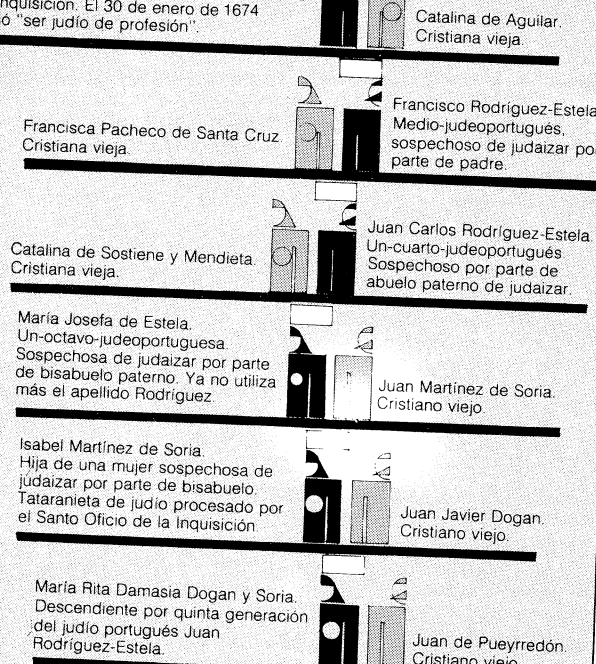 nquisición. El 30 de enero de 1674
ó "ser judío de profesión".
Catalina de Aguilar.
Cristiana vieja.
Francisca Pacheco de Santa Cruz.
Cristiana vieja.
Francisco Rodríguez-Estela
Medio-judeoportugués,
sospechoso de judaizar po
parte de padre.
Catalina de Sostiene y Mendieta.
Cristiana vieja.
Juan Carlos Rodríguez-Estela.
Un-cuarto-judeoportugués
Sospechoso por parte de
abuelo paterno de judaizar.
María Josefa de Estela.
Un-octavo-judeoportuguesa.
Sospechosa de judaizar por parte
de bisabuelo paterno. Ya no utiliza
más el apellido Rodríguez.
Juan Martínez de Soria.
Cristiano viejo.
Isabel Martínez de Soria.
Hija de una mujer sospechosa de
judaizar por parte de bisabuelo.
Tataranieta de judío procesado por
el Santo Oficio de la Inquisición.
Juan Javier Dogan.
Cristiano viejo.
María Rita Damasia Dogan y Soria.
Descendiente por quinta generación
del judío portugués Juan
Rodríguez-Estela.
Juan de Pueyrredón.
Cristiano viejo